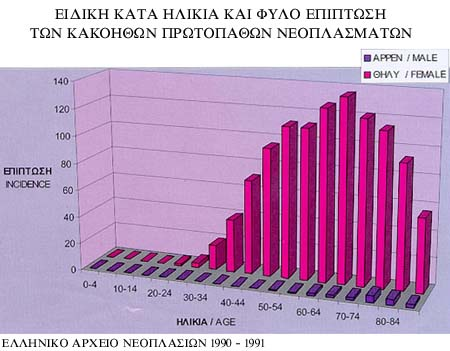 ΕΙΔΙΚΗ ΚΑΤΑ ΗΛΙΚΙΑ ΚΑΙ ΦΥΛΟ ΕΠΙΠΤΩΣΗ
ΤΩΝ ΚΑΚΟΗΘΩΝ ΠΡΩΤΟΠΑΘΩΝ ΝΕΟΠΛΑΣΜΑΤΩΝ
ΑΡΡΕΝ / MALE
ΘΗΛΥ / FEMALE
140
120
100
80
60
40
20
0
ΕΠΙΠΤΩΣΗ
INCIDENCE
0-4
10-14
20-24
30-34
40-44
50-54
60-64
70-74
80-84
ΗΛΙΚΙΑ / AGE
ΕΛΛΗΝΙΚΟ ΑΡΧΕΙΟ ΝΕΟΠΛΑΣΙΩΝ 1990 - 1991